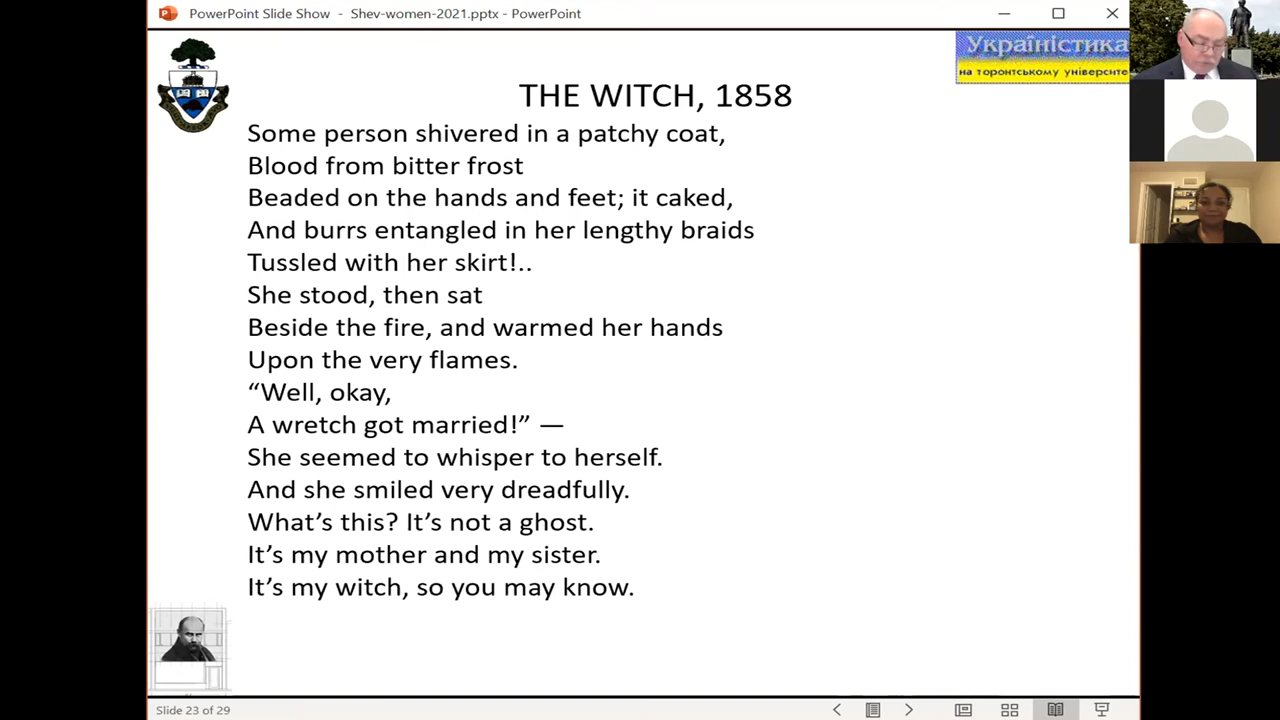 PowerPoint Slide Show - Shev-women-2021.pptx - PowerPoint
Україністика
на торонтському університе
THE WITCH, 1858
Some person shivered in a patchy coat,
Blood from bitter frost
Beaded on the hands and feet; it caked,
And burrs entangled in her lengthy braids
Tussled with her skirt!..
She stood, then sat
Beside the fire, and warmed her hands
Upon the very flames.
“Well, okay,
A wretch got married!” —
She seemed to whisper to herself.
And she smiled very dreadfully.
What’s this? It’s not a ghost.
It’s my mother and my sister.
It’s my witch, so you may know.
Slide 23 of 29